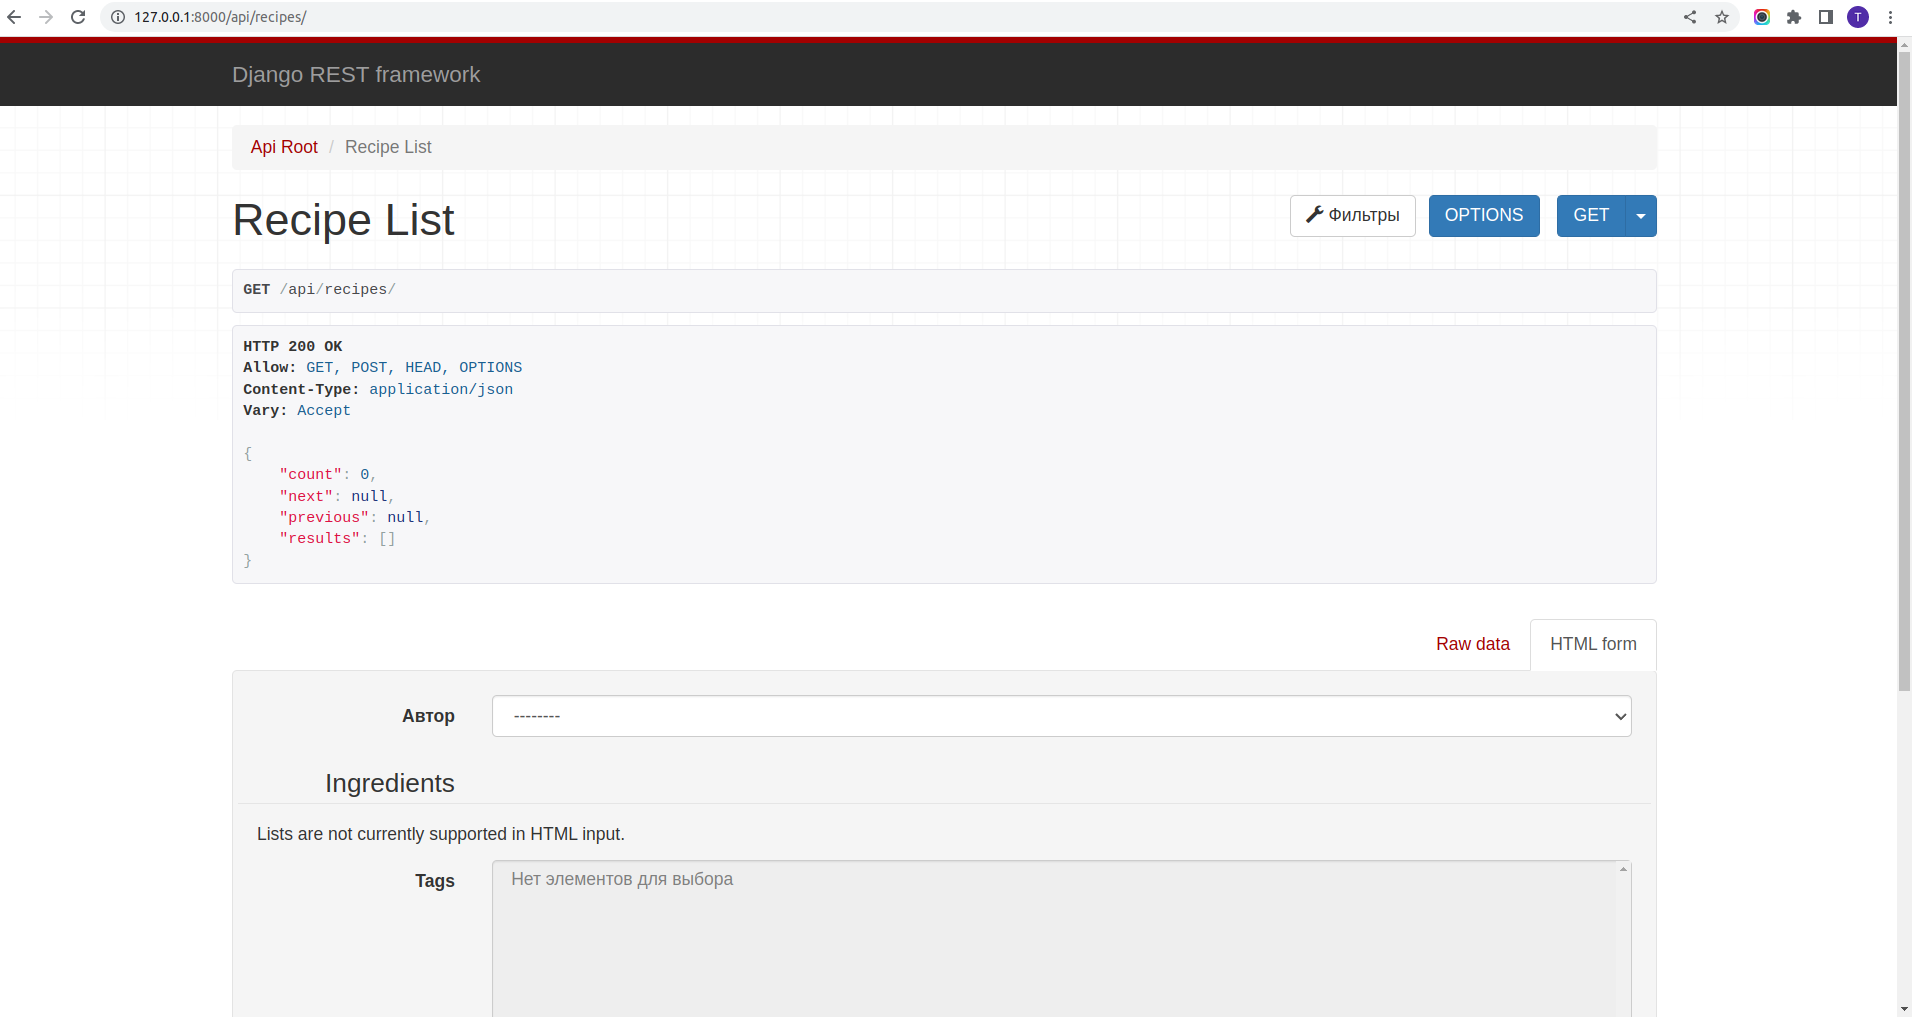 127.0.0.1:8000/api/recipes/
T
Django REST framework
Api Root / Recipe List
Recipe List
Фильтры
OPTIONS
GET
GET /api/recipes/
HTTP 200 OK
Allow: GET, POST, HEAD, OPTIONS
Content-Type: application/json
Vary: Accept
{
    "count": 0,
    "next": null,
    "previous": null,
    "results": []
}
Raw data
HTML form
Автор
--------
Ingredients
Lists are not currently supported in HTML input.
Tags
Нет элементов для выбора